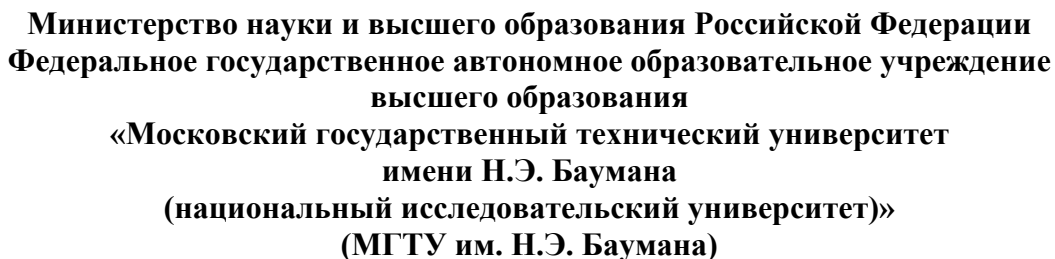 Министерство науки и высшего образования Российской Федерации
Федеральное государственное автономное образовательное учреждение
высшего образования
«Московский государственный технический университет
имени Н.Э. Баумана
(национальный исследовательский университет)»
(МГТУ им. Н.Э. Баумана)